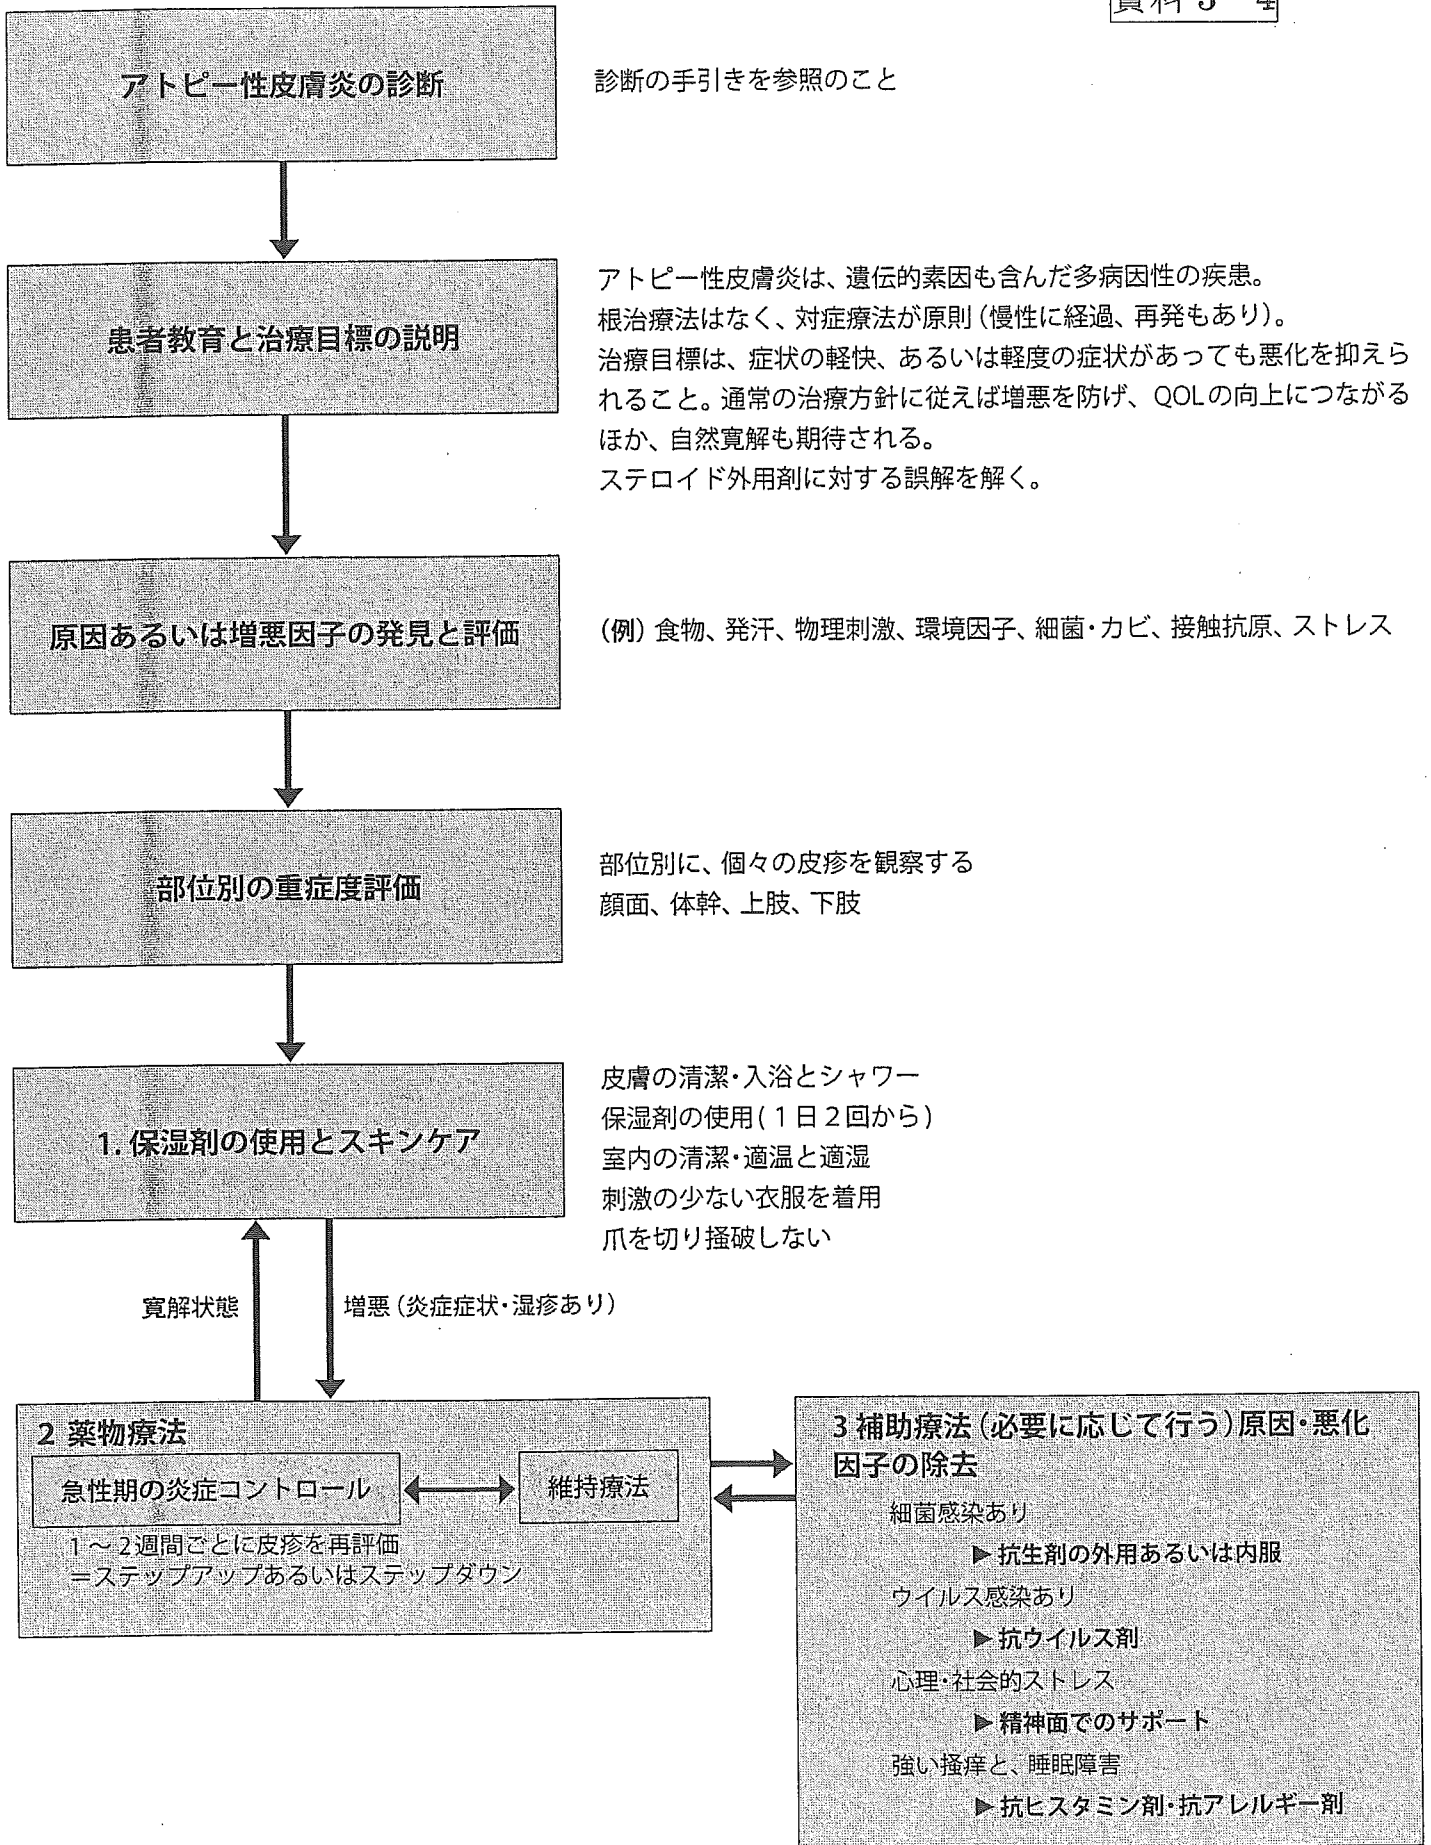 資料3-4
アトピー性皮膚炎の診断
診断の手引きを参照のこと
患者教育と治療目標の説明
アトピー性皮膚炎は、遺伝的素因も含んだ多病因性の疾患。
根治療法はなく、対症療法が原則（慢性に経過、再発もあり）。
治療目標は、症状の軽快、あるいは軽度の症状があっても悪化を抑えら
れること。通常の治療方針に従えば増悪を防げ、QOLの向上につながる
ほか、自然寛解も期待される。
ステロイド外用剤に対する誤解を解く。
原因あるいは増悪因子の発見と評価
（例）食物、発汗、物理刺激、環境因子、細菌・カビ、接触抗原、ストレス
部位別の重症度評価
部位別に、個々の皮疹を観察する
顔面、体幹、上肢、下肢
1. 保湿剤の使用とスキンケア
皮膚の清潔・入浴とシャワー
保湿剤の使用（1日2回から）
室内の清潔・適温と適湿
刺激の少ない衣服を着用
爪を切り掻破しない
寛解状態
増悪（炎症症状・湿疹あり）
2 薬物療法
急性期の炎症コントロール
維持療法
1～2週間ごとに皮疹を再評価
＝ステップアップあるいはステップダウン
3 補助療法（必要に応じて行う）原因・悪化
因子の除去
細菌感染あり
▶抗生剤の外用あるいは内服
ウイルス感染あり
▶抗ウイルス剤
心理・社会的ストレス
▶精神面でのサポート
強い掻痒と、睡眠障害
▶抗ヒスタミン剤・抗アレルギー剤